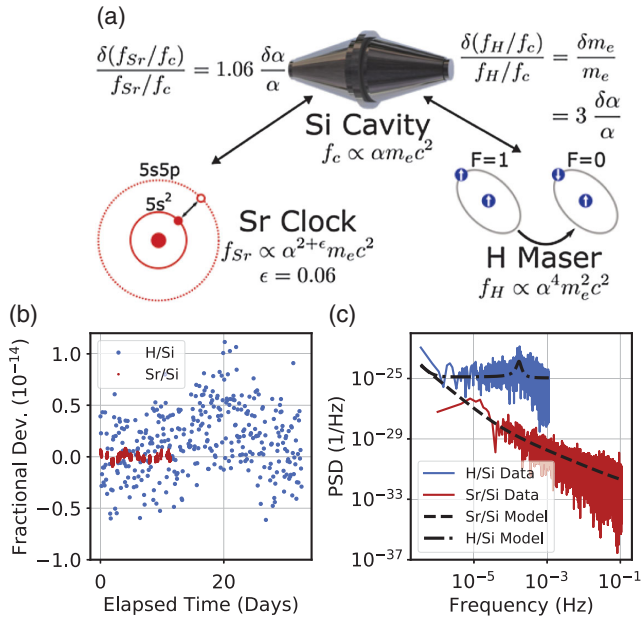 (a)
δ(f_Sr/f_c)
f_Sr/f_c
= 1.06 δα/α
δ(f_H/f_c)
f_H/f_c
= δm_e/m_e
= 3 δα/α
Si Cavity
f_c ∝ αm_ec²
5s5p
5s²
Sr Clock
f_Sr ∝ α^{2+ϵ}m_ec²
ϵ = 0.06
F=1
F=0
H Maser
f_H ∝ α⁴m_e²c²
(b)
Fractional Dev. (10⁻¹⁴)
1.0
0.5
0.0
−0.5
−1.0
H/Si
Sr/Si
0
20
Elapsed Time (Days)
(c)
PSD (1/Hz)
10⁻²⁵
10⁻²⁹
10⁻³³
10⁻³⁷
H/Si Data
Sr/Si Data
Sr/Si Model
H/Si Model
10⁻⁵
10⁻³
10⁻¹
Frequency (Hz)